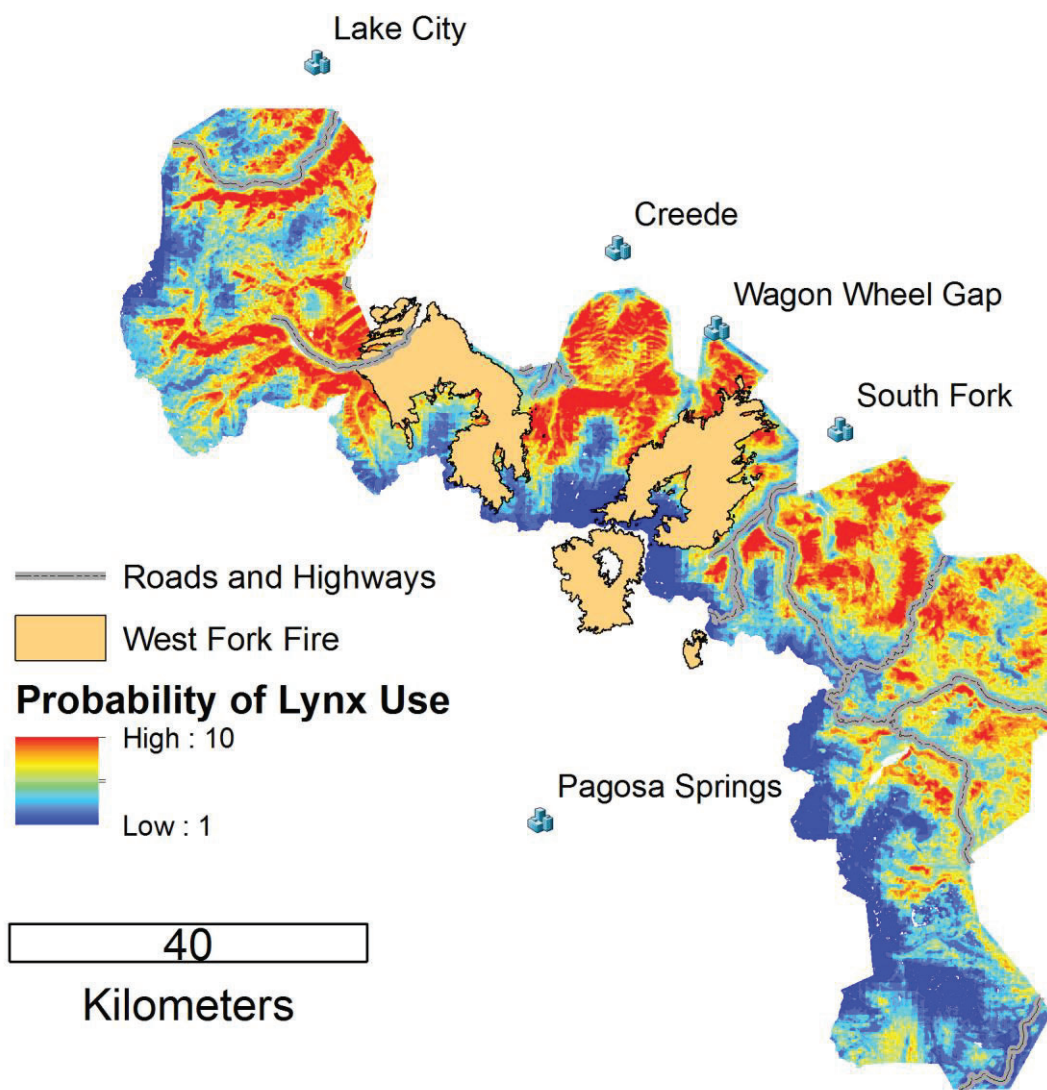 Lake City
Creede
Wagon Wheel Gap
South Fork
Roads and Highways
West Fork Fire
Probability of Lynx Use
High : 10
Low : 1
Pagosa Springs
40
Kilometers